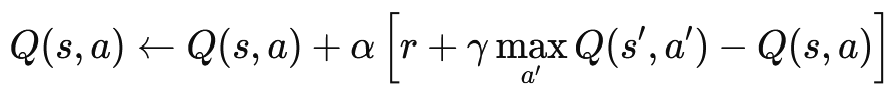 Q(s, a) ← Q(s, a) + α [ r + γ max_{a′} Q(s′, a′) − Q(s, a) ]